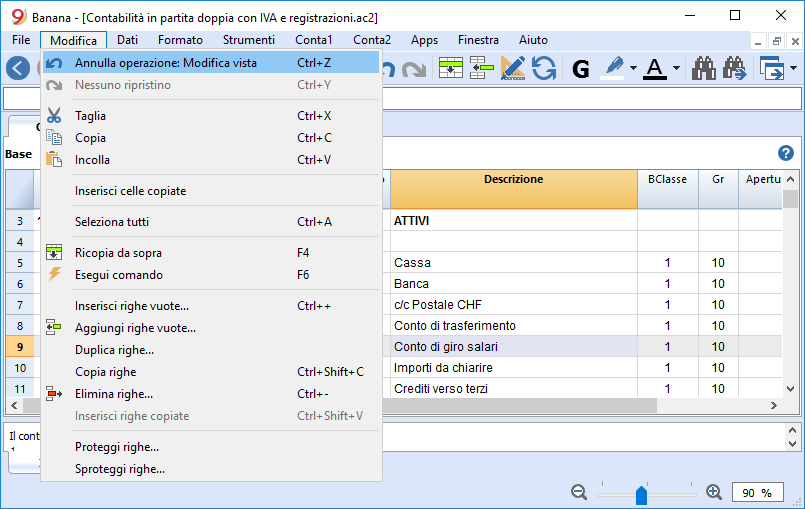 Banana - [Contabilità in partita doppia con IVA e registrazioni.ac2]
File Modifica Dati Formato Strumenti Conta1 Conta2 Apps Finestra Aiuto
Annulla operazione: Modifica vista Ctrl+Z
Nessuno ripristino Ctrl+Y
Taglia Ctrl+X
Copia Ctrl+C
Incolla Ctrl+V
Inserisci celle copiate
Seleziona tutti Ctrl+A
Ricopia da sopra F4
Esegui comando F6
Inserisci righe vuote... Ctrl++
Aggiungi righe vuote...
Duplica righe...
Copia righe Ctrl+Shift+C
Elimina righe... Ctrl+-
Inserisci righe copiate Ctrl+Shift+V
Proteggi righe...
Sproteggi righe...
G A
Base
Descrizione BClasse Gr Apertu
3 ATTIVI
4
5 Cassa 1 10
6 Banca 1 10
7 c/c Postale CHF 1 10
8 Conto di trasferimento 1 10
9 Conto di giro salari 1 10
10 Importi da chiarire 1 10
11 Crediti verso terzi 1 10
Il cont
90 %